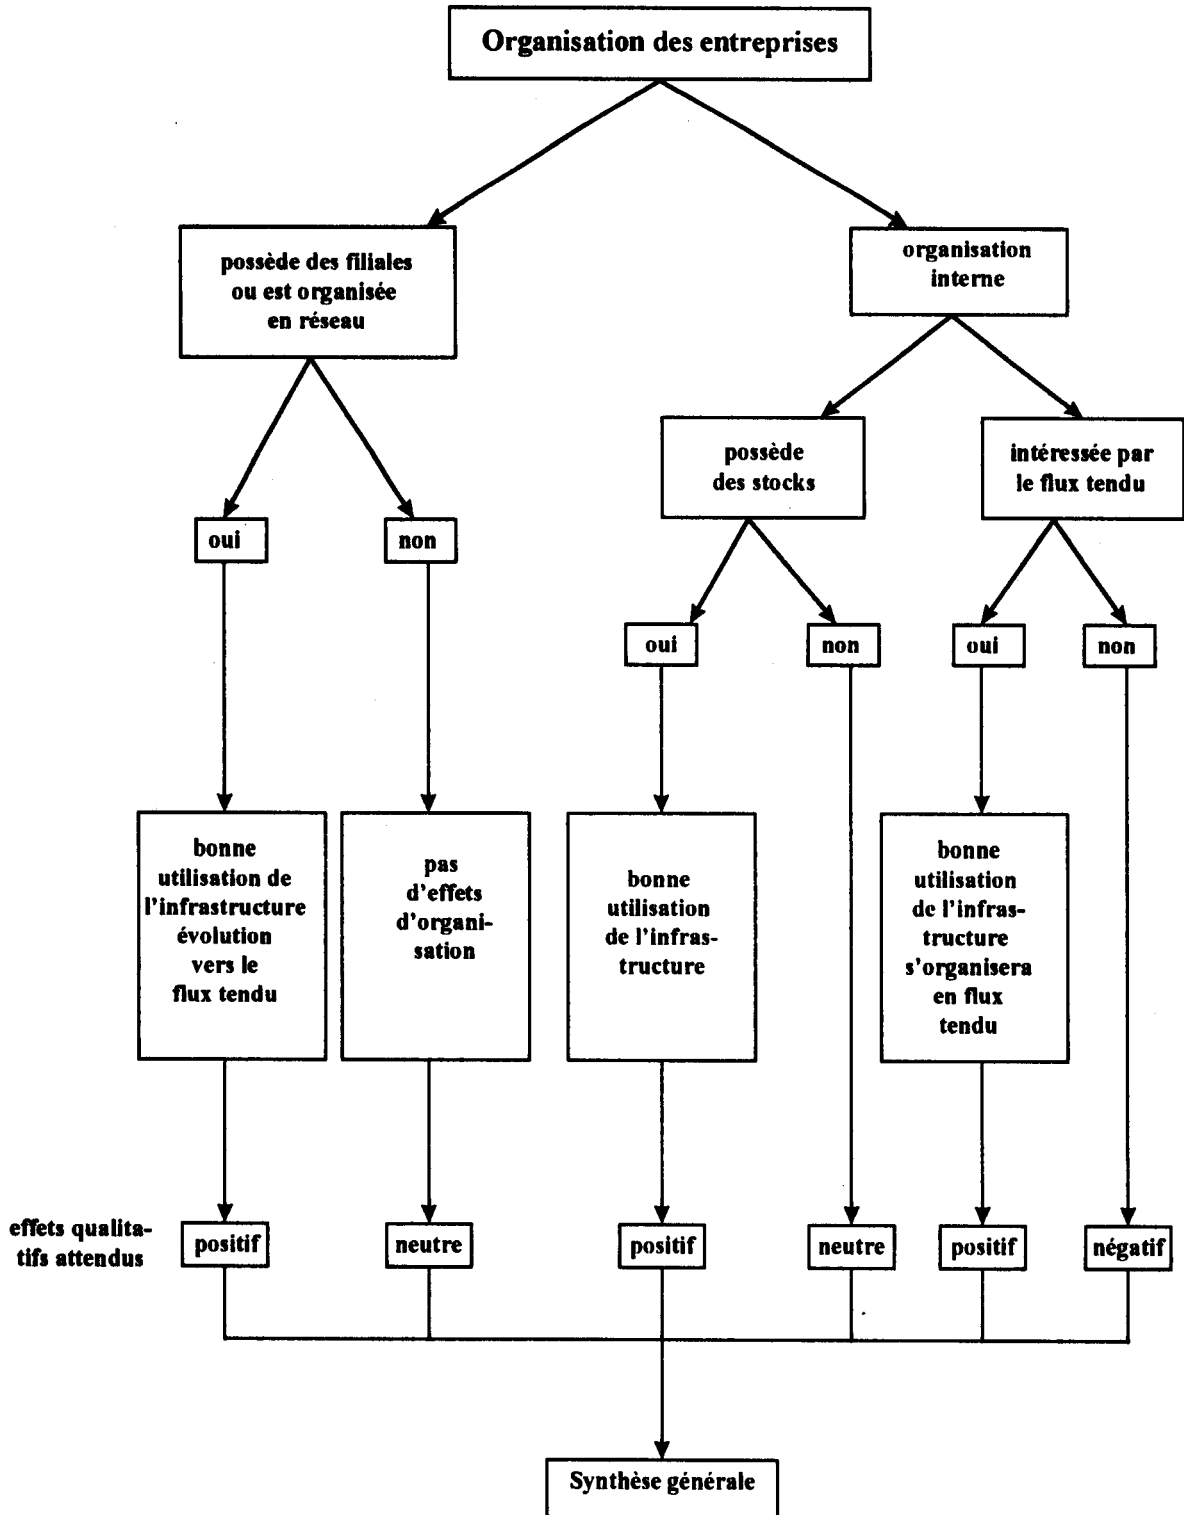 Organisation des entreprises
possède des filiales
ou est organisée
en réseau
organisation
interne
possède
des stocks
intéressée par
le flux tendu
oui
non
oui
non
oui
non
bonne
utilisation de
l'infrastructure
évolution
vers le
flux tendu
pas
d'effets
d'organi-
sation
bonne
utilisation
de l'infras-
tructure
bonne
utilisation
de l'infras-
tructure
s'organisera
en flux
tendu
effets qualita-
tifs attendus
positif
neutre
positif
neutre
positif
négatif
Synthèse générale